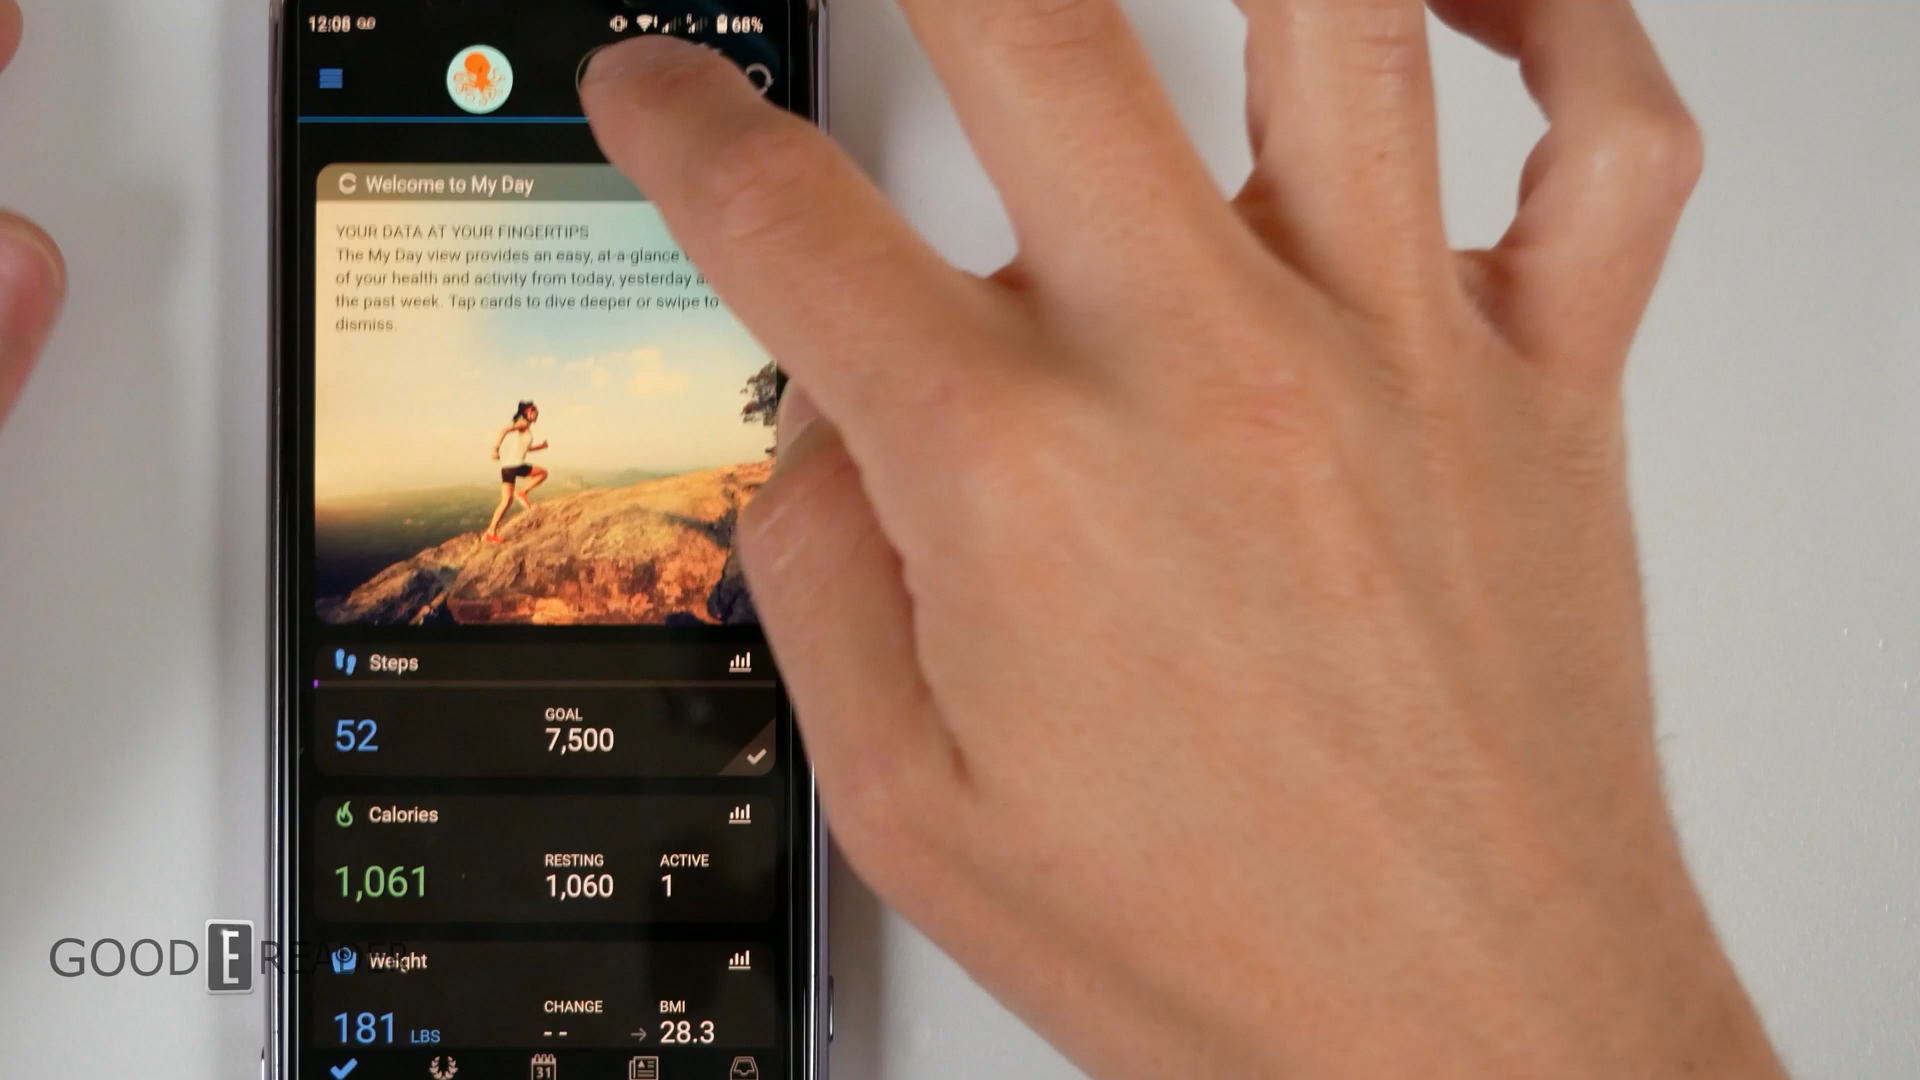 12:08
68%
Welcome to My Day
YOUR DATA AT YOUR FINGERTIPS
The My Day view provides an easy, at-a-glance
of your health and activity from today, yesterday
the past week. Tap cards to dive deeper or swipe to
dismiss.
Steps
52
GOAL
7,500
Calories
1,061
RESTING
1,060
ACTIVE
1
Weight
181 LBS
CHANGE
--
BMI
28.3
31
GOOD E READER